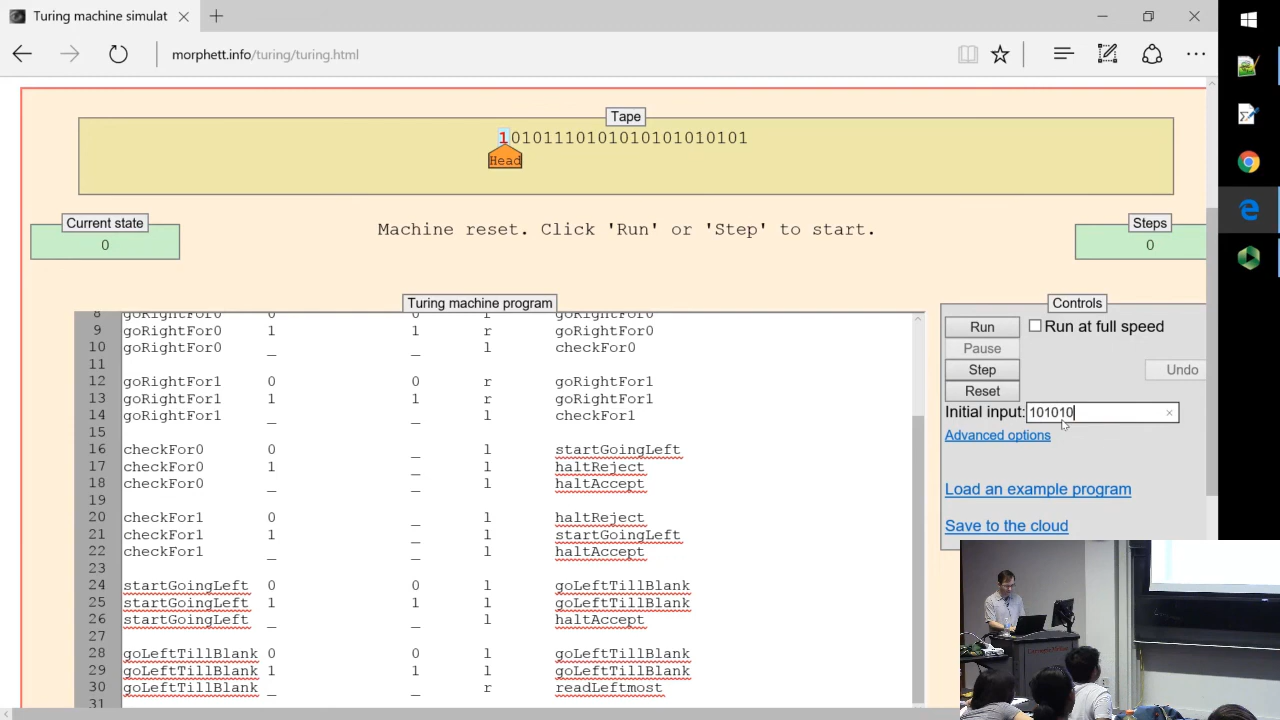 Turing machine simulat
morphett.info/turing/turing.html
Tape
10101110101010101010101
Head
Current state
0
Machine reset. Click 'Run' or 'Step' to start.
Steps
0
Turing machine program
8 goRightFor0 0 0 r goRightFor0
9 goRightFor0 1 1 r goRightFor0
10 goRightFor0 _ _ l checkFor0
11
12 goRightFor1 0 0 r goRightFor1
13 goRightFor1 1 1 r goRightFor1
14 goRightFor1 _ _ l checkFor1
15
16 checkFor0 0 _ l startGoingLeft
17 checkFor0 1 _ l haltReject
18 checkFor0 _ _ l haltAccept
19
20 checkFor1 0 _ l haltReject
21 checkFor1 1 _ l startGoingLeft
22 checkFor1 _ _ l haltAccept
23
24 startGoingLeft 0 0 l goLeftTillBlank
25 startGoingLeft 1 1 l goLeftTillBlank
26 startGoingLeft _ _ l haltAccept
27
28 goLeftTillBlank 0 0 l goLeftTillBlank
29 goLeftTillBlank 1 1 l goLeftTillBlank
30 goLeftTillBlank _ _ r readLeftmost
31
Controls
Run
Run at full speed
Pause
Step
Undo
Reset
Initial input: 101010
Advanced options
Load an example program
Save to the cloud